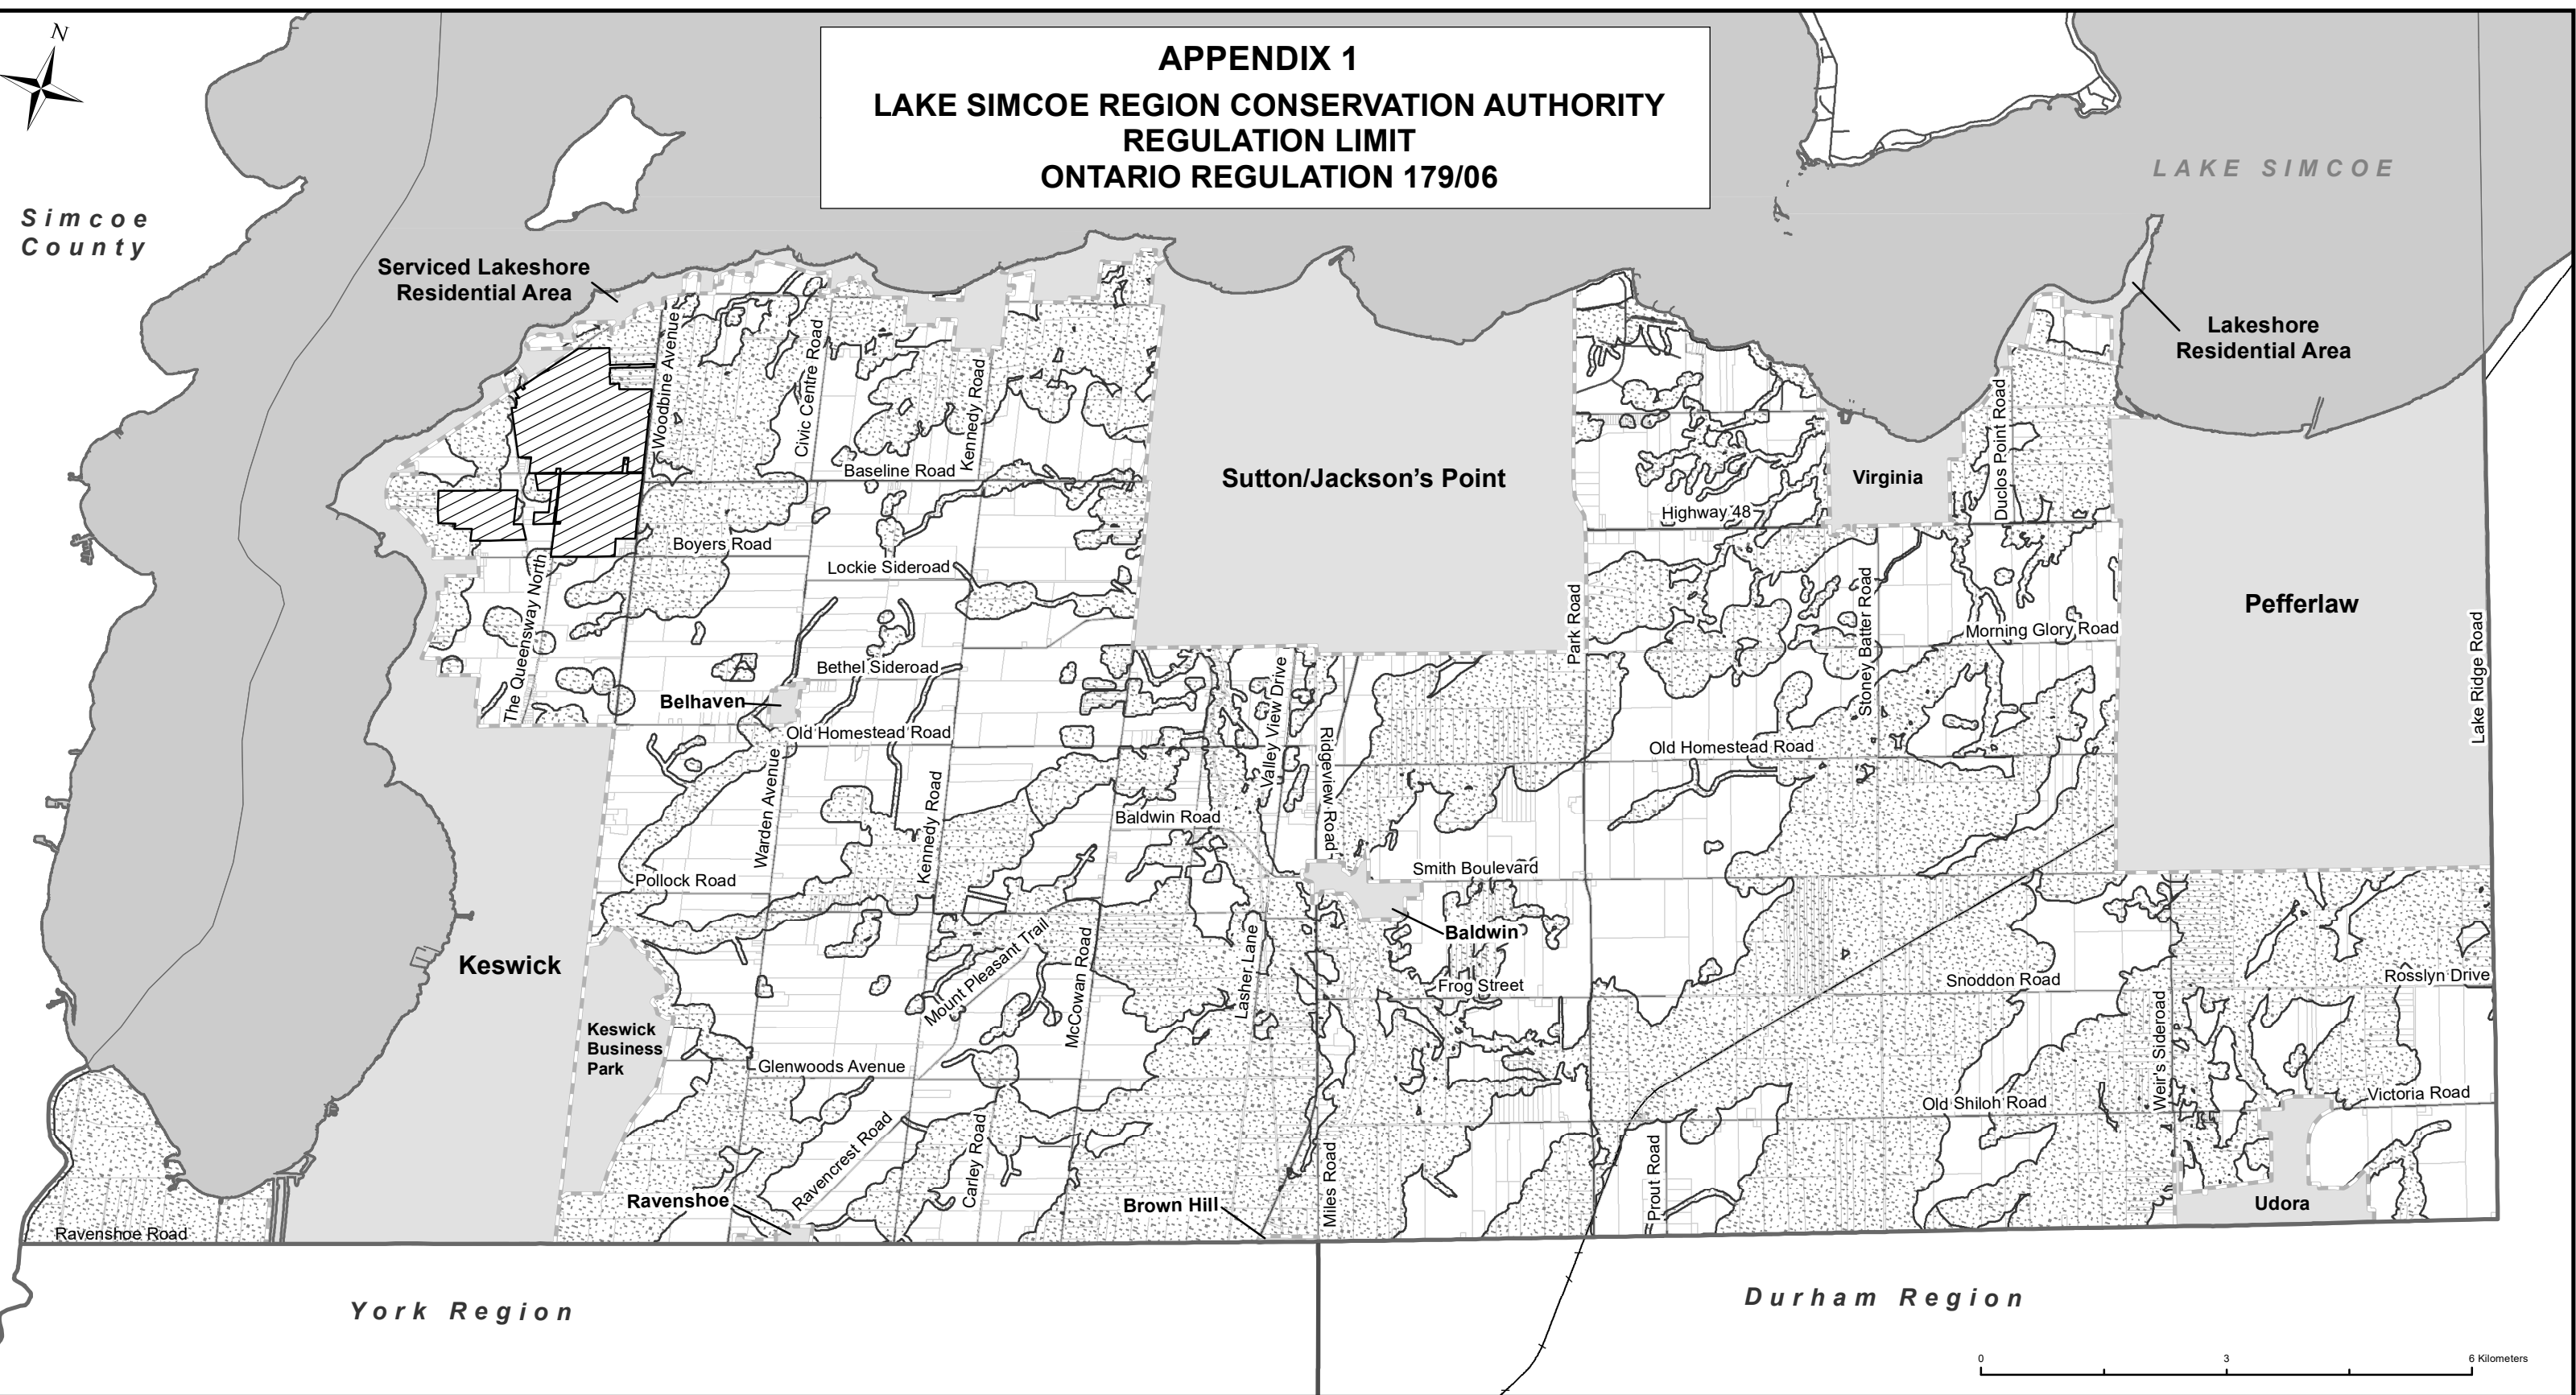 N
APPENDIX 1
LAKE SIMCOE REGION CONSERVATION AUTHORITY
REGULATION LIMIT
ONTARIO REGULATION 179/06
LAKE SIMCOE
Simcoe
County
Serviced Lakeshore
Residential Area
Lakeshore
Residential Area
Woodbine Avenue
Civic Centre Road
Kennedy Road
Baseline Road
Sutton/Jackson's Point
Virginia
Duclos Point Road
Highway 48
Boyers Road
Lockie Sideroad
The Queensway North
Park Road
Stoney Batter Road
Morning Glory Road
Pefferlaw
Lake Ridge Road
Bethel Sideroad
Belhaven
Valley View Drive
Old Homestead Road
Old Homestead Road
Ridgeview Road
Warden Avenue
Kennedy Road
Baldwin Road
Smith Boulevard
Pollock Road
Baldwin
Mount Pleasant Trail
McCowan Road
Lasher Lane
Keswick
Frog Street
Snoddon Road
Rosslyn Drive
Keswick
Business
Park
Weir's Sideroad
Glenwoods Avenue
Victoria Road
Old Shiloh Road
Ravencrest Road
Carley Road
Miles Road
Prout Road
Ravenshoe
Brown Hill
Udora
Ravenshoe Road
York Region
Durham Region
0 3 6 Kilometers